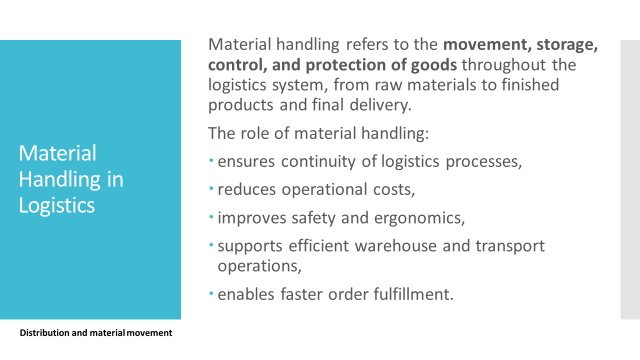 Material
Handling in
Logistics
Material handling refers to the movement, storage,
control, and protection of goods throughout the
logistics system, from raw materials to finished
products and final delivery.
The role of material handling:
• ensures continuity of logistics processes,
• reduces operational costs,
• improves safety and ergonomics,
• supports efficient warehouse and transport
operations,
• enables faster order fulfillment.
Distribution and material movement